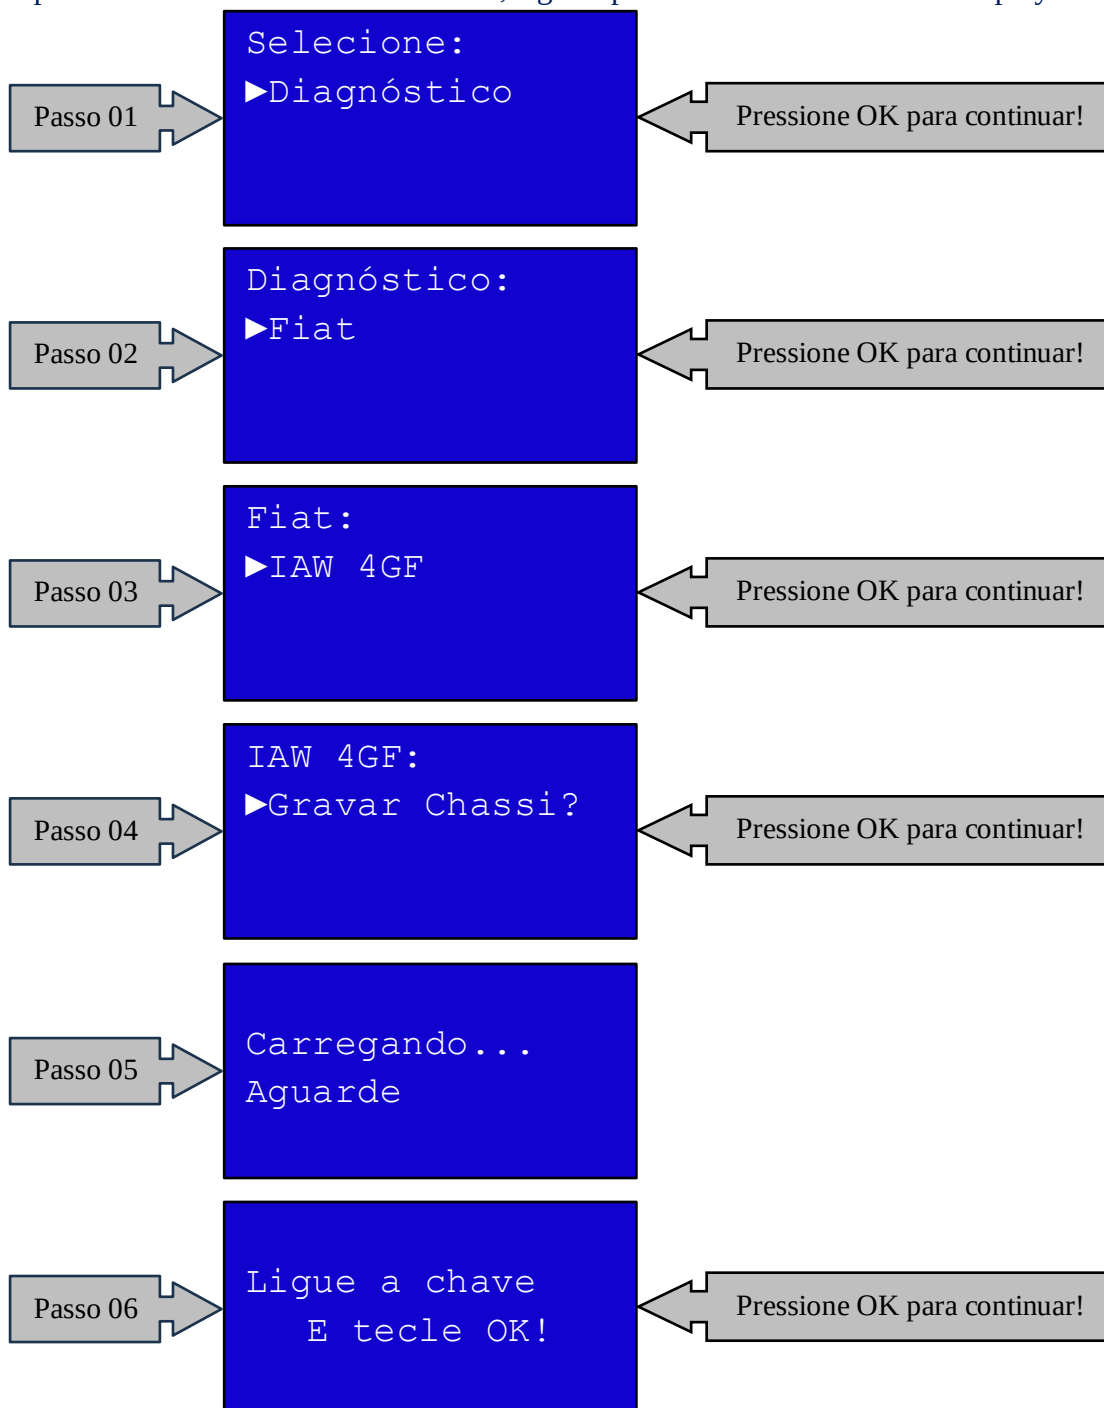 Selecione:
►Diagnóstico
Passo 01
Pressione OK para continuar!
Diagnóstico:
►Fiat
Passo 02
Pressione OK para continuar!
Fiat:
►IAW 4GF
Passo 03
Pressione OK para continuar!
IAW 4GF:
►Gravar Chassi?
Passo 04
Pressione OK para continuar!
Carregando...
Aguarde
Passo 05
Ligue a chave
E tecle OK!
Passo 06
Pressione OK para continuar!